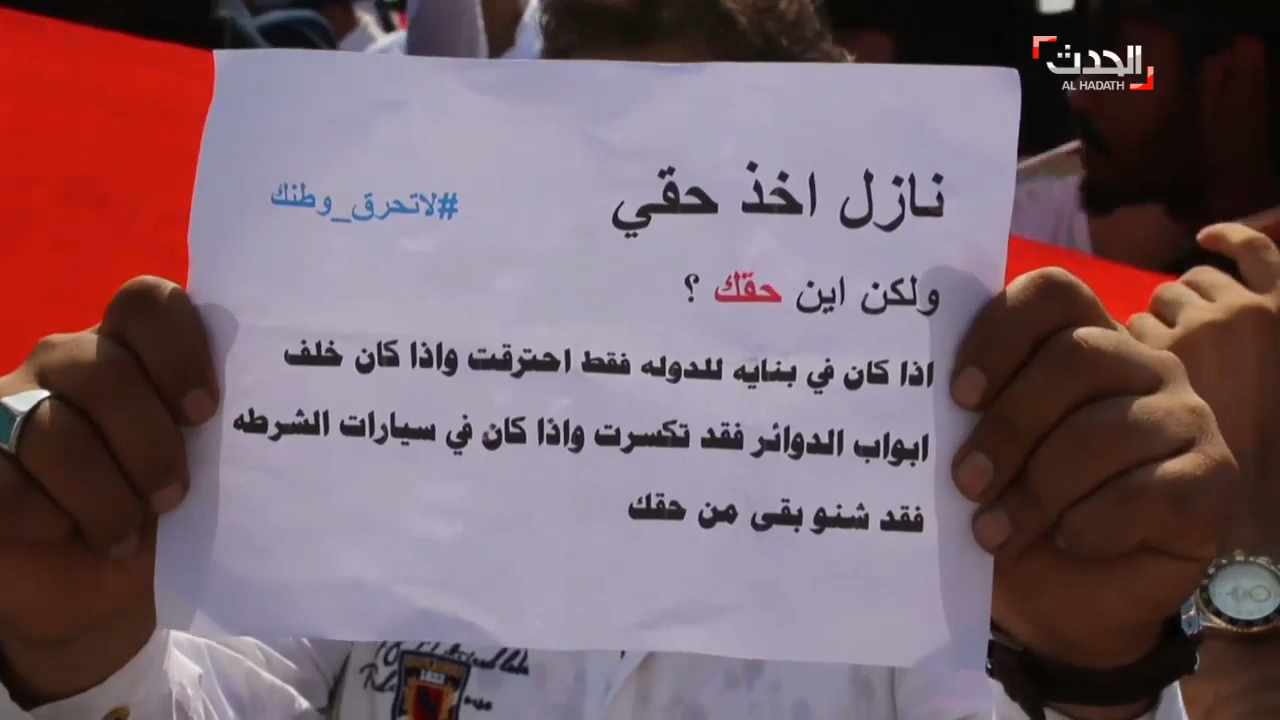 الحدث
AL HADATH
نازل اخذ حقي
#لاتحرق_وطنك
ولكن اين حقك ؟
اذا كان في بنايه للدوله فقط احترقت واذا كان خلف
ابواب الدوائر فقد تكسرت واذا كان في سيارات الشرطه
فقد شنو بقى من حقك